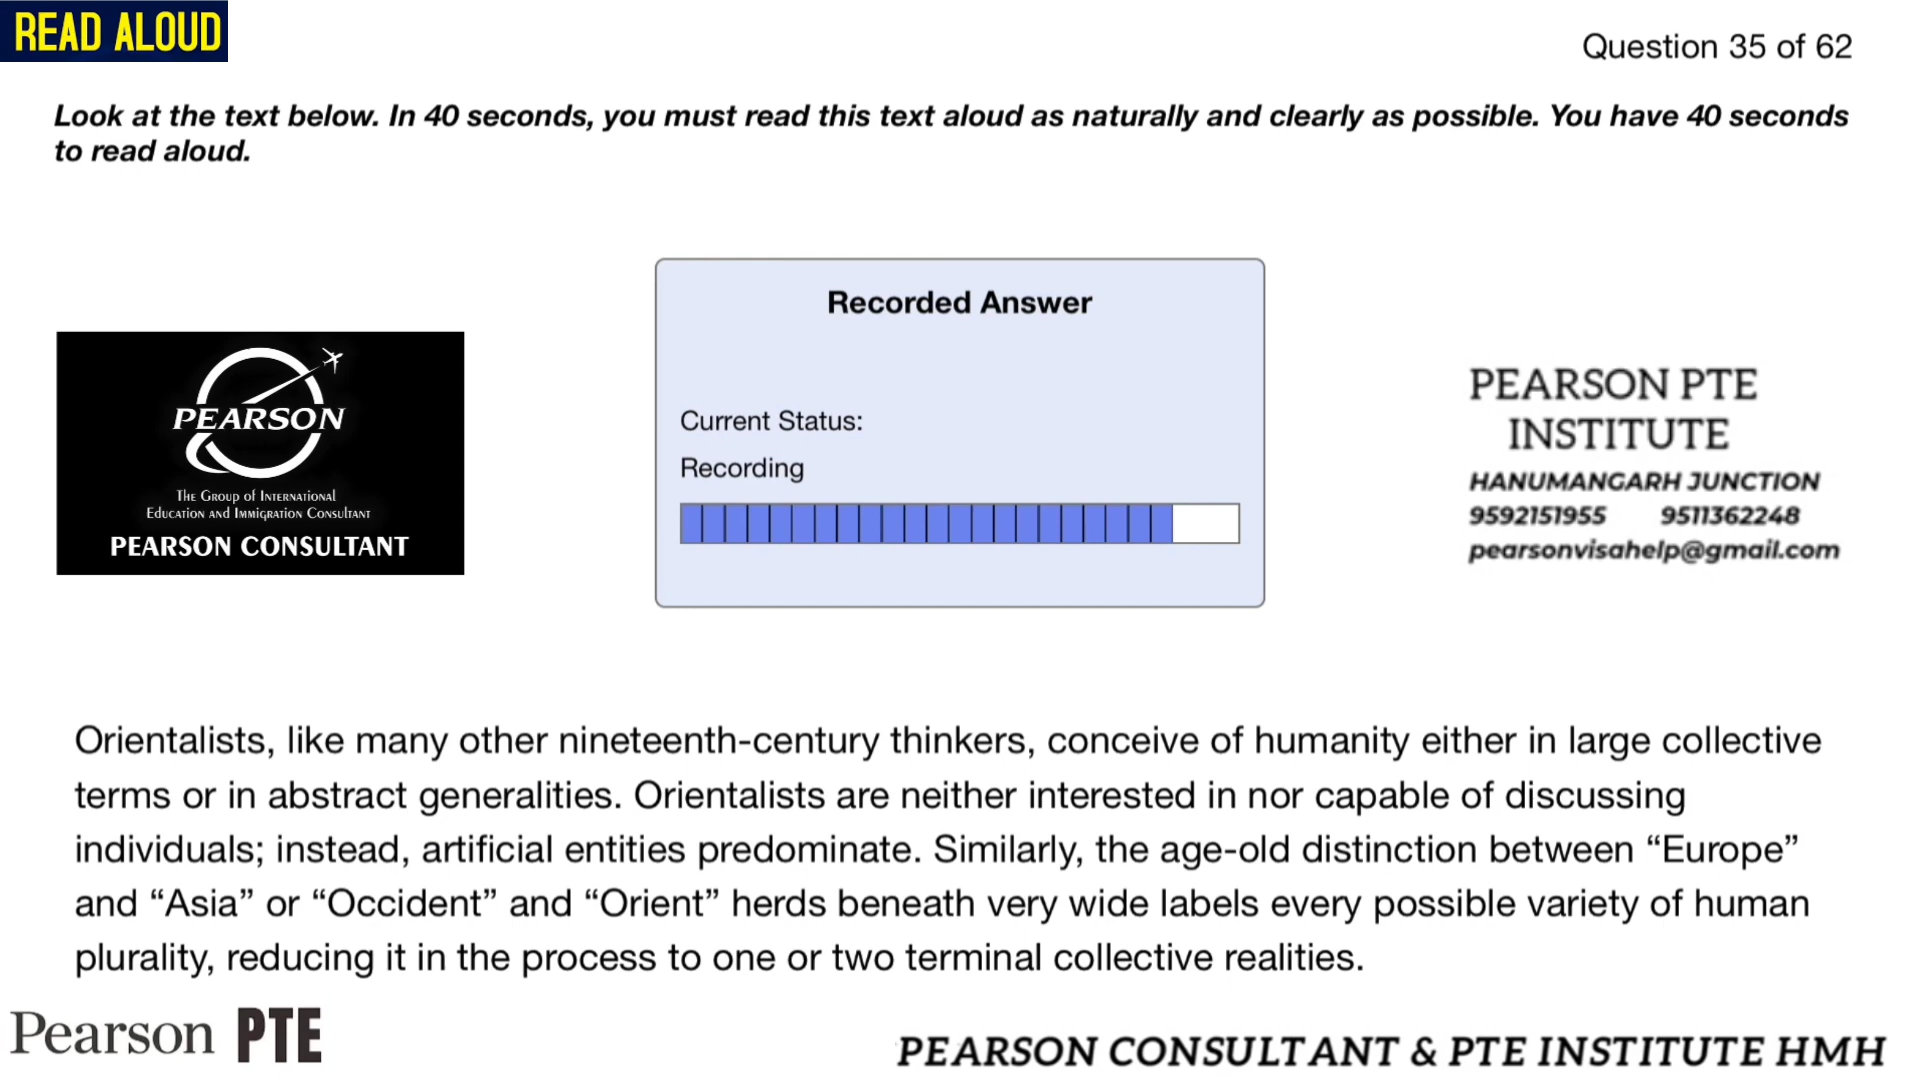 READ ALOUD
Question 35 of 62
Look at the text below. In 40 seconds, you must read this text aloud as naturally and clearly as possible. You have 40 seconds
to read aloud.
Recorded Answer
Current Status:
Recording
PEARSON
The Group of International
Education and Immigration Consultant
PEARSON CONSULTANT
PEARSON PTE
INSTITUTE
HANUMANGARH JUNCTION
9592151955 9511362248
pearsonvisahelp@gmail.com
Orientalists, like many other nineteenth-century thinkers, conceive of humanity either in large collective
terms or in abstract generalities. Orientalists are neither interested in nor capable of discussing
individuals; instead, artificial entities predominate. Similarly, the age-old distinction between “Europe”
and “Asia” or “Occident” and “Orient” herds beneath very wide labels every possible variety of human
plurality, reducing it in the process to one or two terminal collective realities.
Pearson PTE
PEARSON CONSULTANT & PTE INSTITUTE HMH